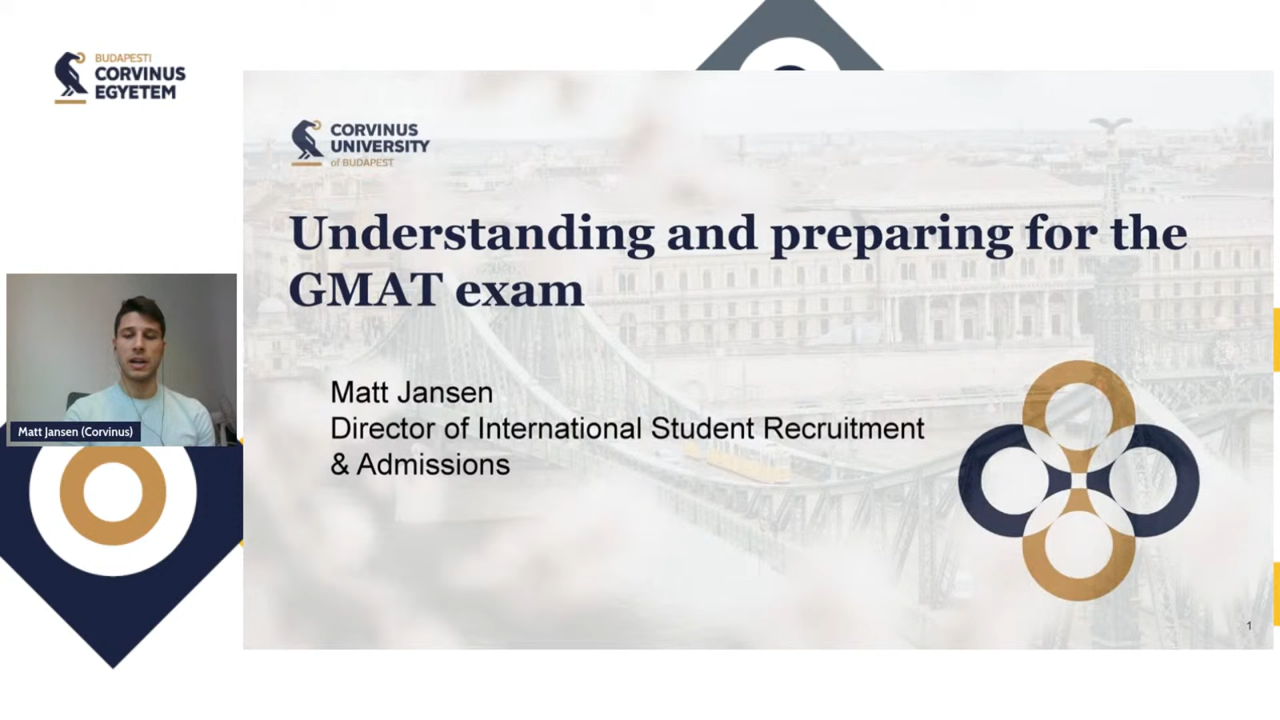 BUDAPESTI
CORVINUS
EGYETEM
CORVINUS
UNIVERSITY
of BUDAPEST
Understanding and preparing for the
GMAT exam
Matt Jansen
Director of International Student Recruitment
& Admissions
Matt Jansen (Corvinus)
1